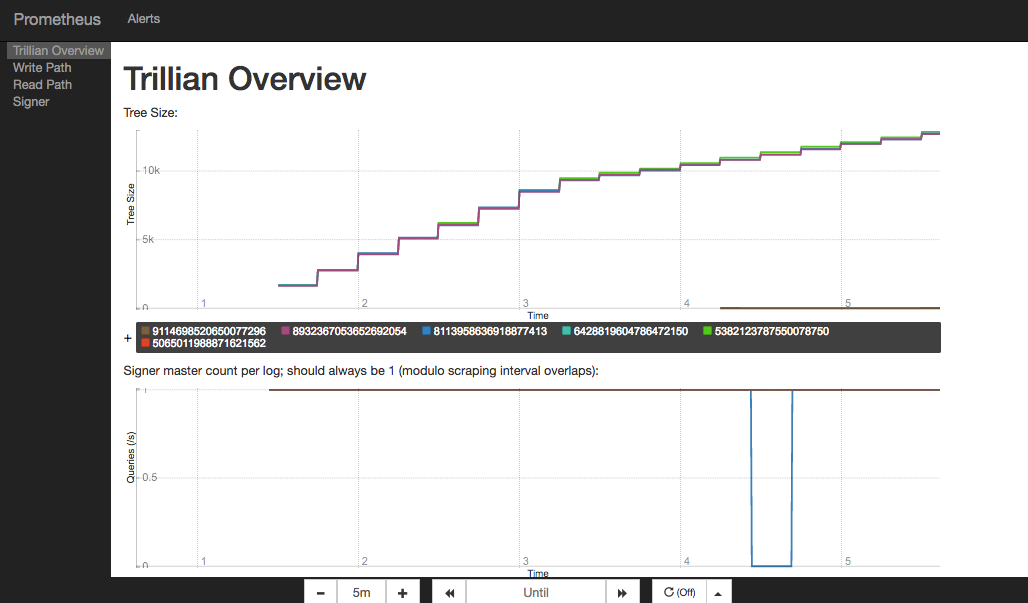 Prometheus Alerts
Trillian Overview
Write Path
Read Path
Signer
Trillian Overview
Tree Size:
Tree Size
10k
5k
0
1 2 3 4 5
Time
+
9114698520650077296 8932367053652692054 8113958636918877413 6428819604786472150 5382123787550078750
5065011988871621562
Signer master count per log; should always be 1 (modulo scraping interval overlaps):
Queries (/s)
1
0.5
0
1 2 3 4 5
Time
− 5m + Until (Off)